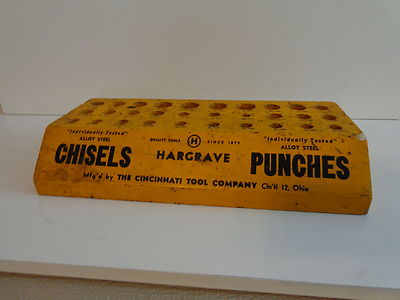 "Individually Tested"
ALLOY STEEL
CHISELS
QUALITY TOOLS H SINCE 1879
HARGRAVE
"Individually Tested"
ALLOY STEEL
PUNCHES
Mfg'd by THE CINCINNATI TOOL COMPANY Cin'ti 12, Ohio